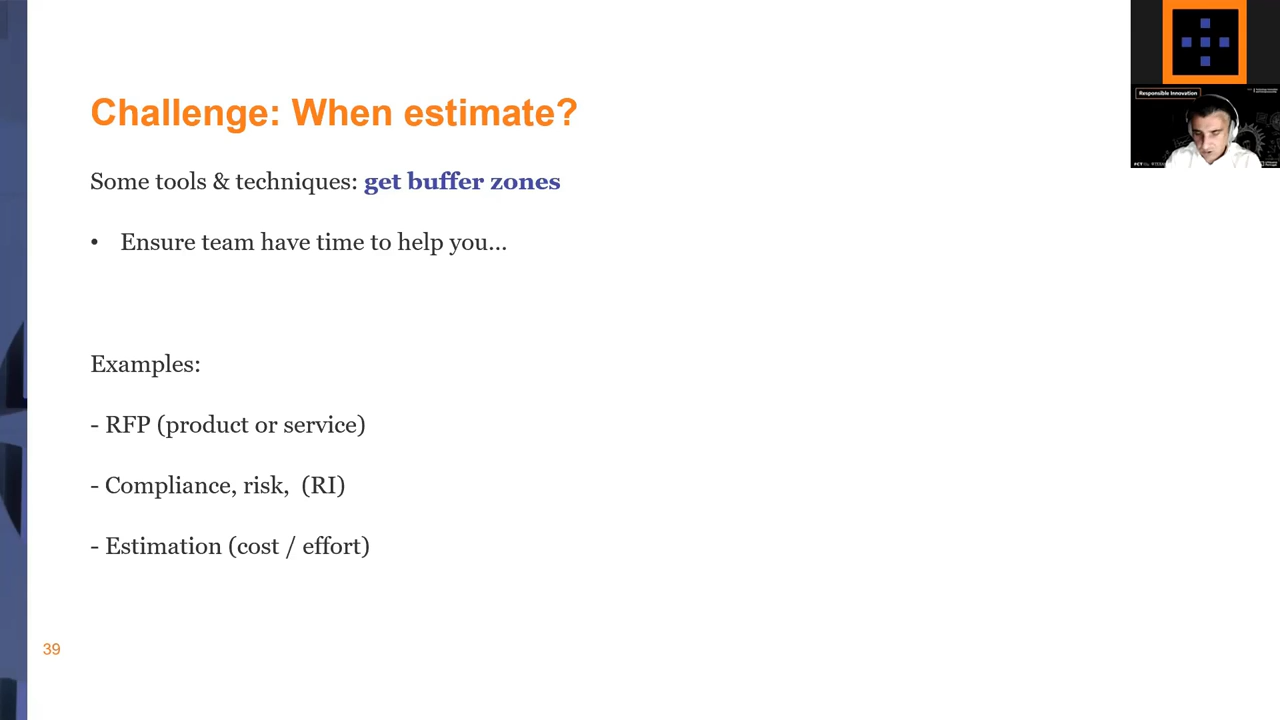 Challenge: When estimate?
Some tools & techniques: get buffer zones
• Ensure team have time to help you...
Examples:
- RFP (product or service)
- Compliance, risk, (RI)
- Estimation (cost / effort)
39
Responsible Innovation